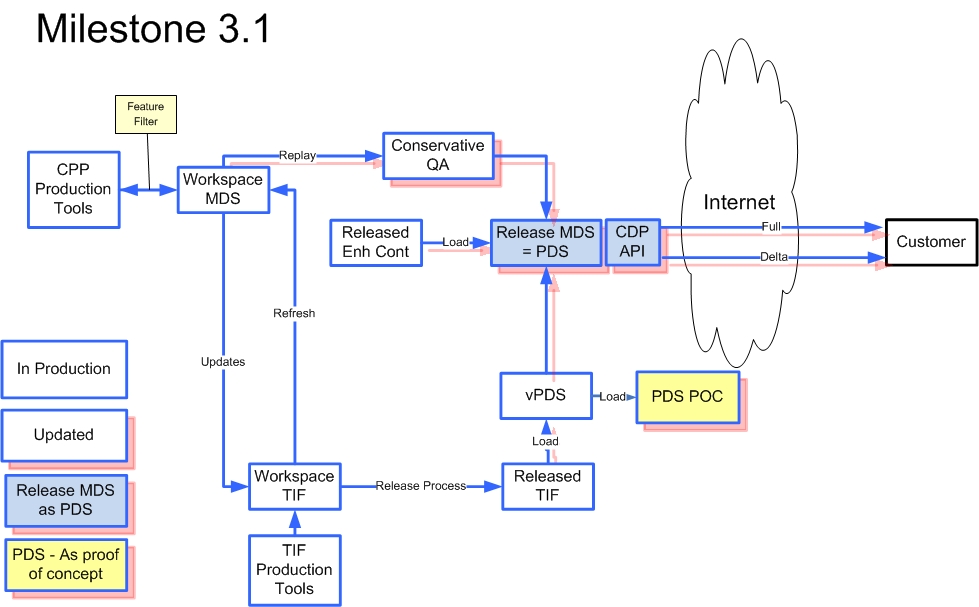 Milestone 3.1
Feature
Filter
CPP
Production
Tools
Workspace
MDS
Replay
Conservative
QA
Released
Enh Cont
Load
Release MDS
= PDS
CDP
API
Internet
Full
Delta
Customer
Refresh
Updates
In Production
Updated
Release MDS
as PDS
PDS - As proof
of concept
vPDS
Load
PDS POC
Load
Workspace
TIF
Release Process
Released
TIF
TIF
Production
Tools